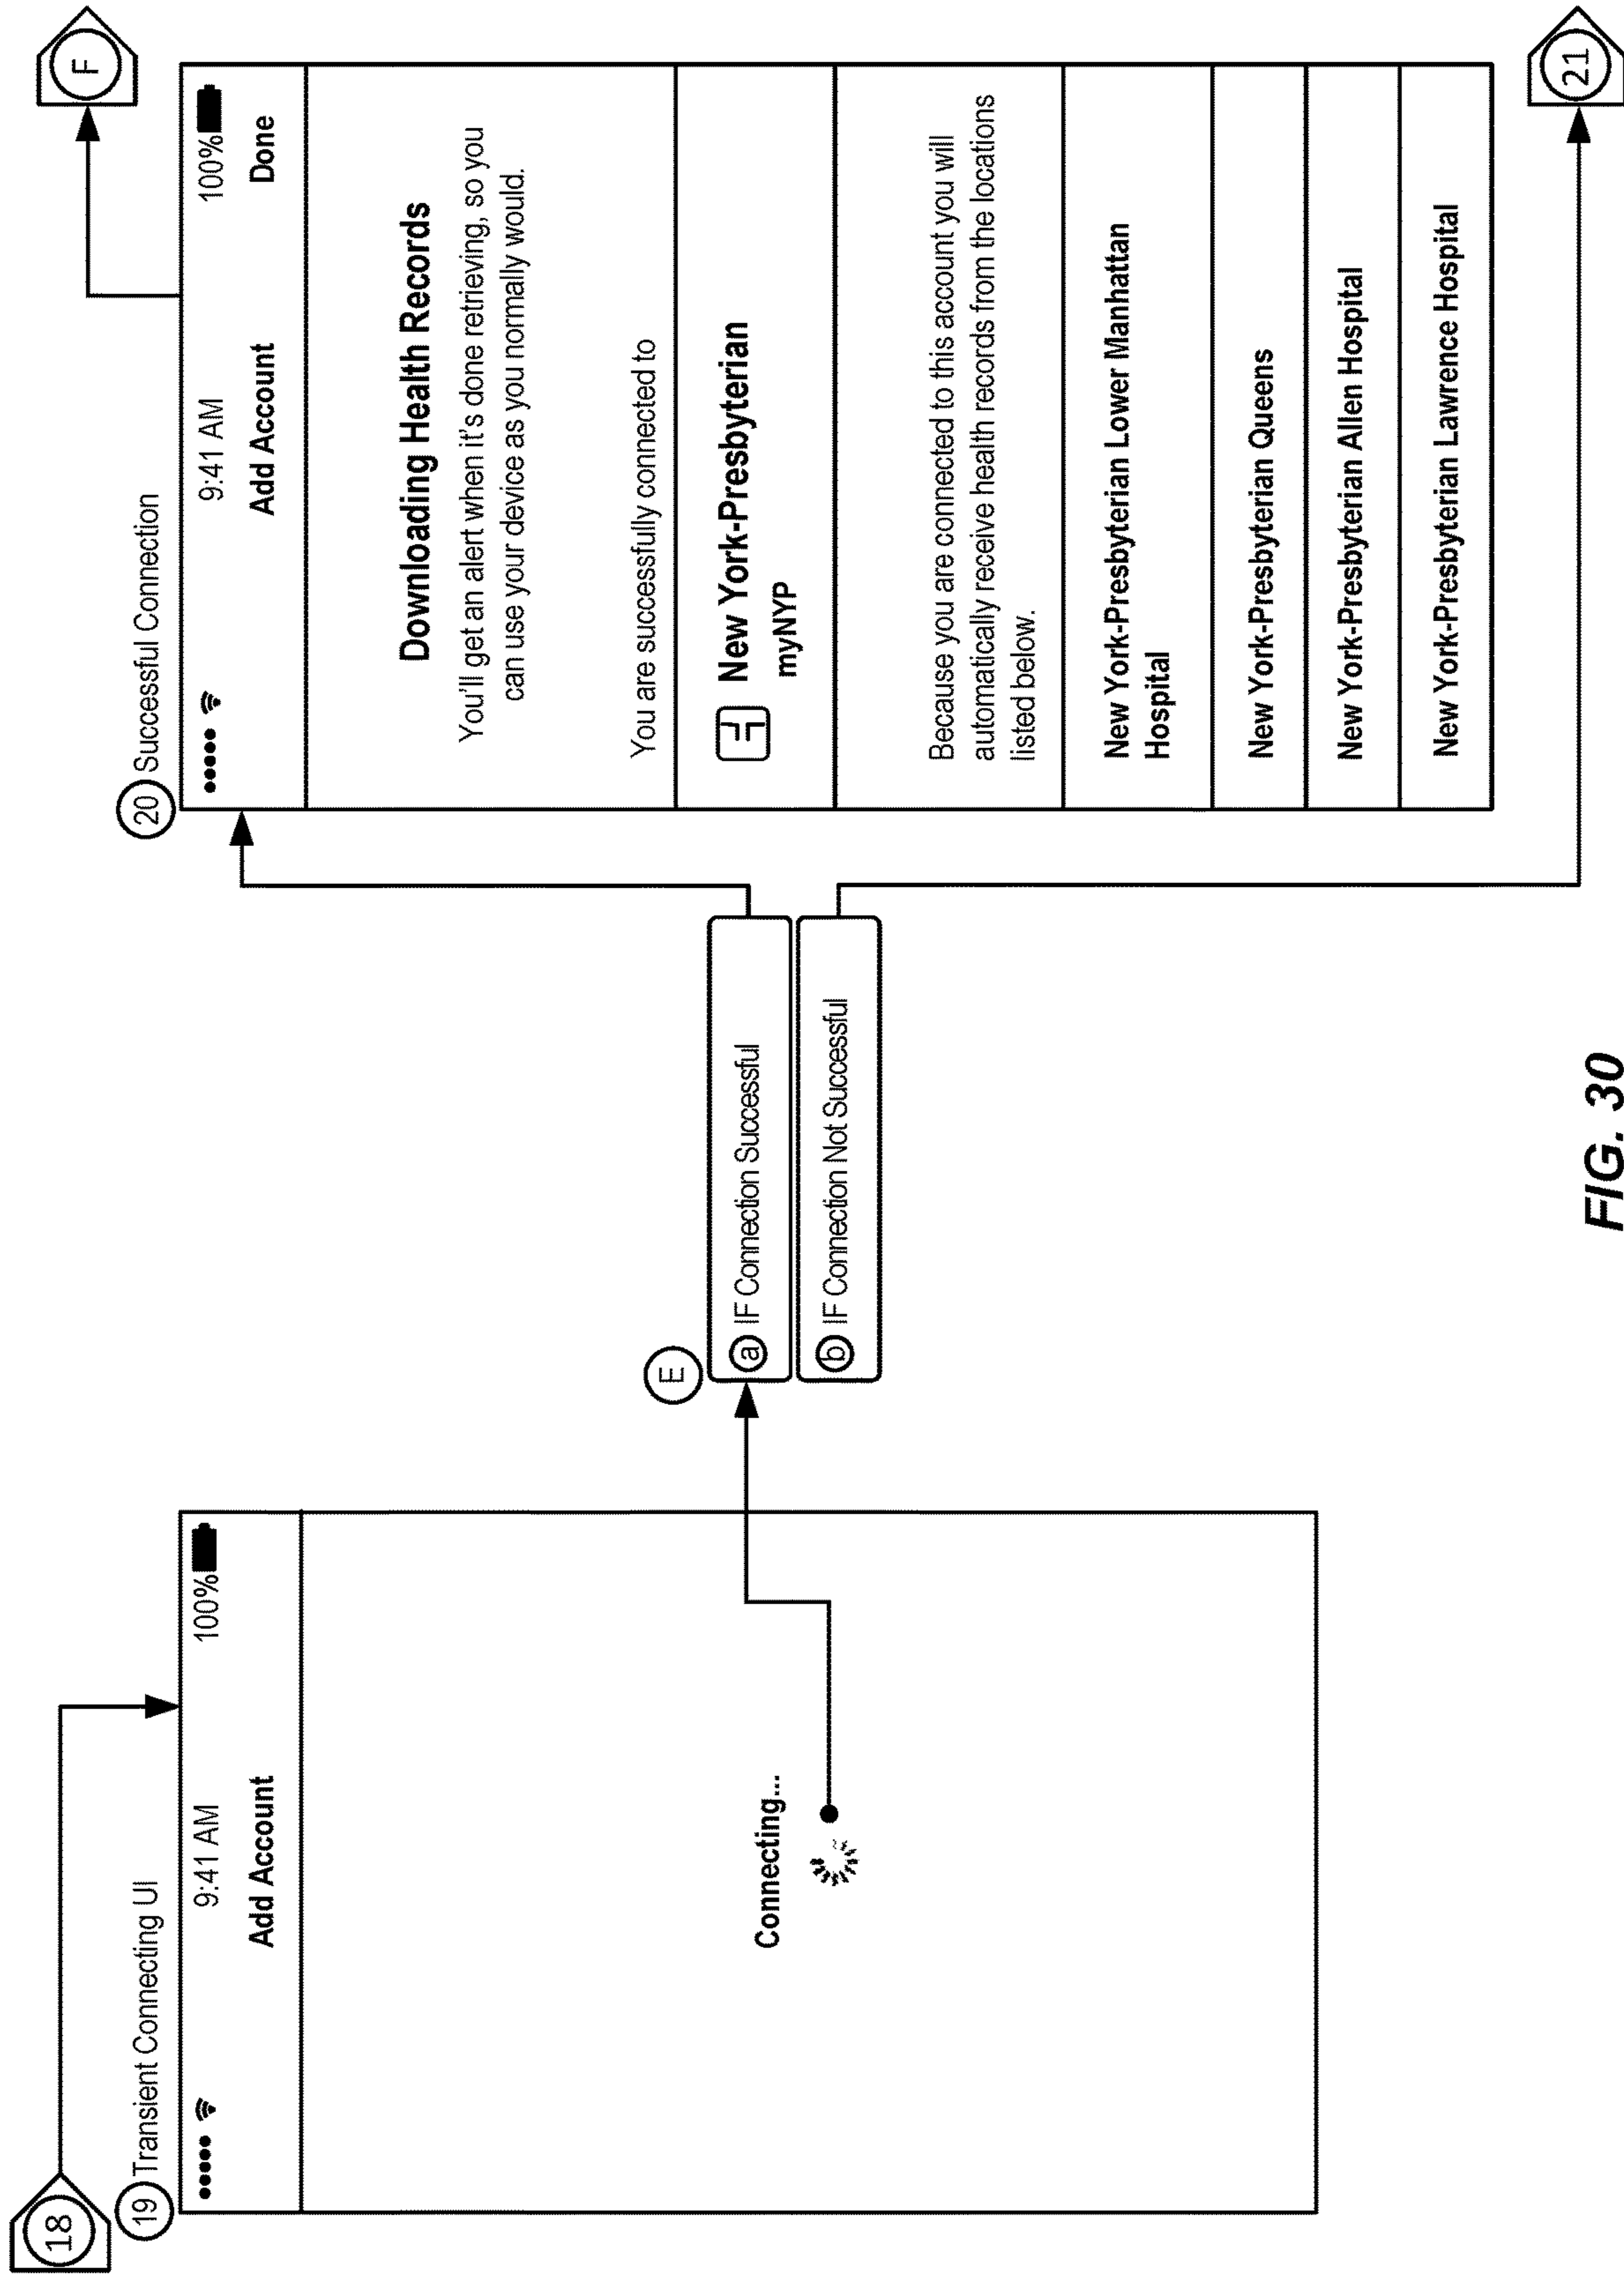 18
19 Transient Connecting UI
9:41 AM
100%
Add Account
Connecting...
E
a IF Connection Successful
b IF Connection Not Successful
20 Successful Connection
F
9:41 AM
100%
Add Account
Done
Downloading Health Records
You'll get an alert when it's done retrieving, so you
can use your device as you normally would.
You are successfully connected to
New York-Presbyterian
myNYP
Because you are connected to this account you will
automatically receive health records from the locations
listed below.
New York-Presbyterian Lower Manhattan
Hospital
New York-Presbyterian Queens
New York-Presbyterian Allen Hospital
New York-Presbyterian Lawrence Hospital
21
FIG. 30